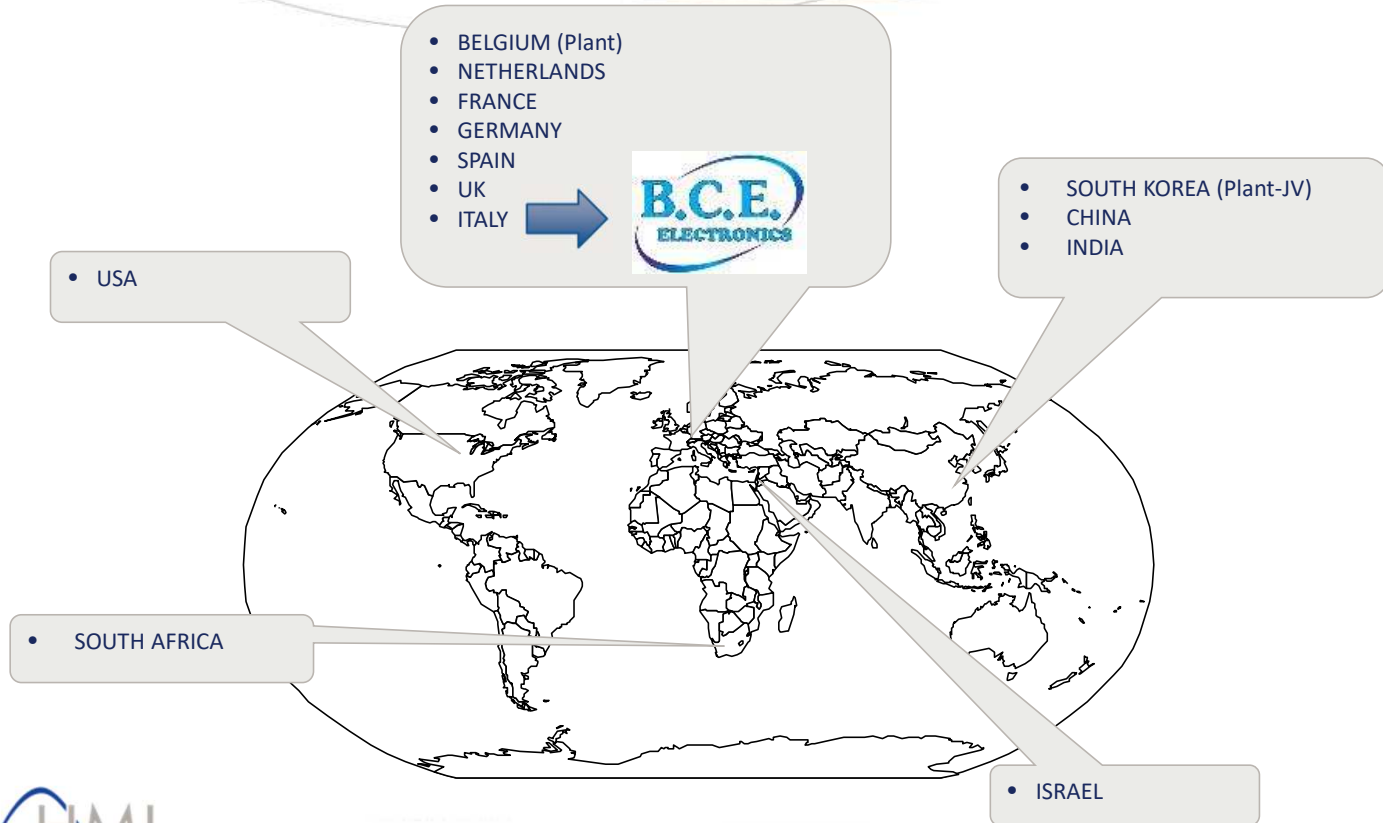 • BELGIUM (Plant)
• NETHERLANDS
• FRANCE
• GERMANY
• SPAIN
• UK
• ITALY
B.C.E.
ELECTRONICS
• SOUTH KOREA (Plant-JV)
• CHINA
• INDIA
• USA
• SOUTH AFRICA
• ISRAEL